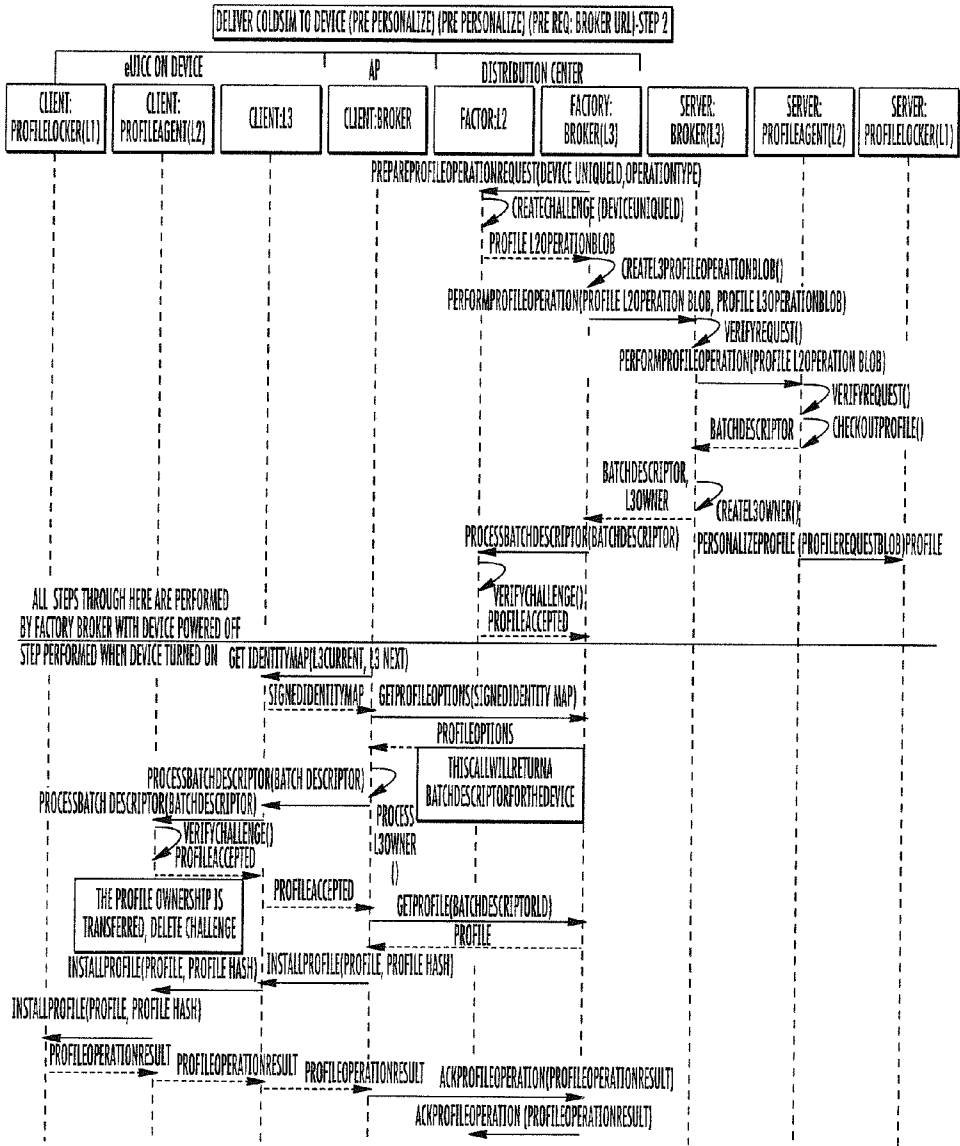 DELIVER COLDSIM TO DEVICE (PRE PERSONALIZE) (PRE PERSONALIZE) (PRE REQ: BROKER URL)-STEP 2
eUICC ON DEVICE
AP
DISTRIBUTION CENTER
CLIENT:
PROFILELOCKER(L1)
CLIENT:
PROFILEAGENT(L2)
CLIENT:L3
CLIENT:BROKER
FACTOR:L2
FACTORY:
BROKER(L3)
SERVER:
BROKER(L3)
SERVER:
PROFILEAGENT(L2)
SERVER:
PROFILELOCKER(L1)
PREPAREPROFILEOPERATIONREQUEST(DEVICE UNIQUEID,OPERATIONTYPE)
CREATECHALLENGE (DEVICEUNIQUEID)
PROFILE L2OPERATIONBLOB
CREATEL3PROFILEOPERATIONBLOB()
PERFORMPROFILEOPERATION(PROFILE L2OPERATION BLOB, PROFILE L3OPERATIONBLOB)
VERIFYREQUEST()
PERFORMPROFILEOPERATION(PROFILE L2OPERATION BLOB)
VERIFYREQUEST()
BATCHDESCRIPTOR
CHECKOUTPROFILE()
BATCHDESCRIPTOR,
L3OWNER
CREATEL3OWNER()
PROCESSBATCHDESCRIPTOR(BATCHDESCRIPTOR)
PERSONALIZEPROFILE (PROFILEREQUESTBLOB)PROFILE
VERIFYCHALLENGE()
PROFILEACCEPTED
ALL STEPS THROUGH HERE ARE PERFORMED
BY FACTORY BROKER WITH DEVICE POWERED OFF
STEP PERFORMED WHEN DEVICE TURNED ON
GET IDENTITYMAP(L3CURRENT, L3 NEXT)
SIGNEDIDENTITYMAP
GETPROFILEOPTIONS(SIGNEDIDENTITY MAP)
PROFILEOPTIONS
THISCALLWILLRETURNA
BATCHDESCRIPTORFORTHEDEVICE
PROCESSBATCHDESCRIPTOR(BATCH DESCRIPTOR)
PROCESSBATCH DESCRIPTOR(BATCHDESCRIPTOR)
PROCESS
L3OWNER
()
VERIFYCHALLENGE()
PROFILEACCEPTED
THE PROFILE OWNERSHIP IS
TRANSFERRED, DELETE CHALLENGE
PROFILEACCEPTED
GETPROFILE(BATCHDESCRIPTORLD)
PROFILE
INSTALLPROFILE(PROFILE, PROFILE HASH)
INSTALLPROFILE(PROFILE, PROFILE HASH)
INSTALLPROFILE(PROFILE, PROFILE HASH)
PROFILEOPERATIONRESULT
PROFILEOPERATIONRESULT
PROFILEOPERATIONRESULT
ACKPROFILEOPERATION(PROFILEOPERATIONRESULT)
ACKPROFILEOPERATION (PROFILEOPERATIONRESULT)